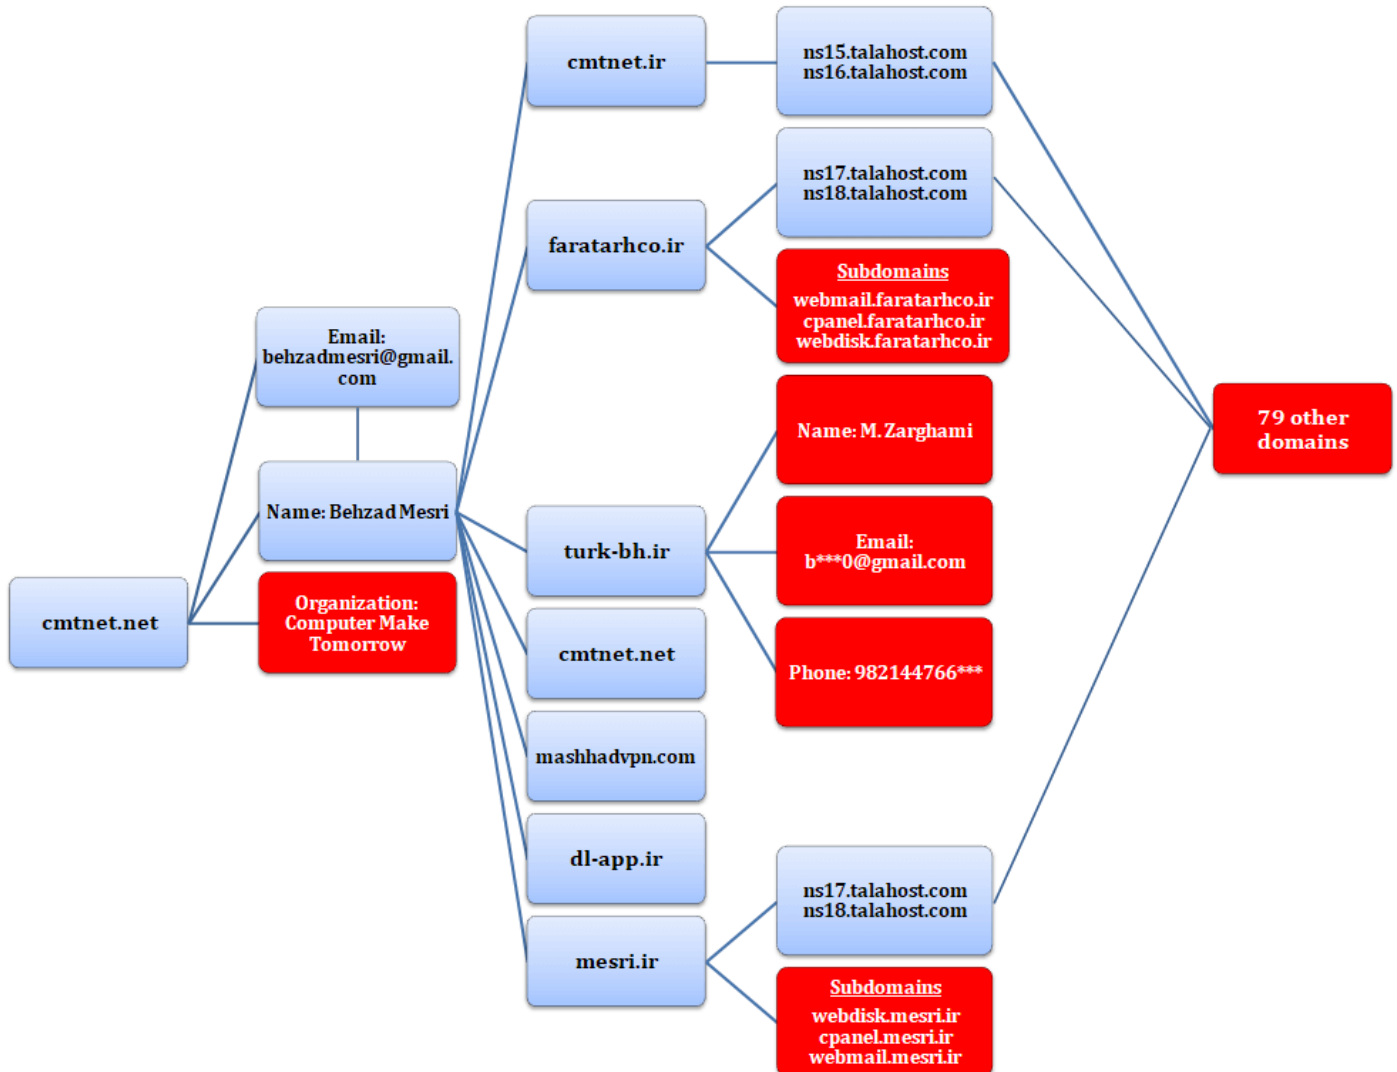 cmtnet.net
Email:
behzadmesri@gmail.
com
Name: Behzad Mesri
Organization:
Computer Make
Tomorrow
cmtnet.ir
faratarhco.ir
turk-bh.ir
cmtnet.net
mashhadvpn.com
dl-app.ir
mesri.ir
ns15.talahost.com
ns16.talahost.com
ns17.talahost.com
ns18.talahost.com
Subdomains
webmail.faratarhco.ir
cpanel.faratarhco.ir
webdisk.faratarhco.ir
Name: M. Zarghami
Email:
b***0@gmail.com
Phone: 982144766***
ns17.talahost.com
ns18.talahost.com
Subdomains
webdisk.mesri.ir
cpanel.mesri.ir
webmail.mesri.ir
79 other
domains